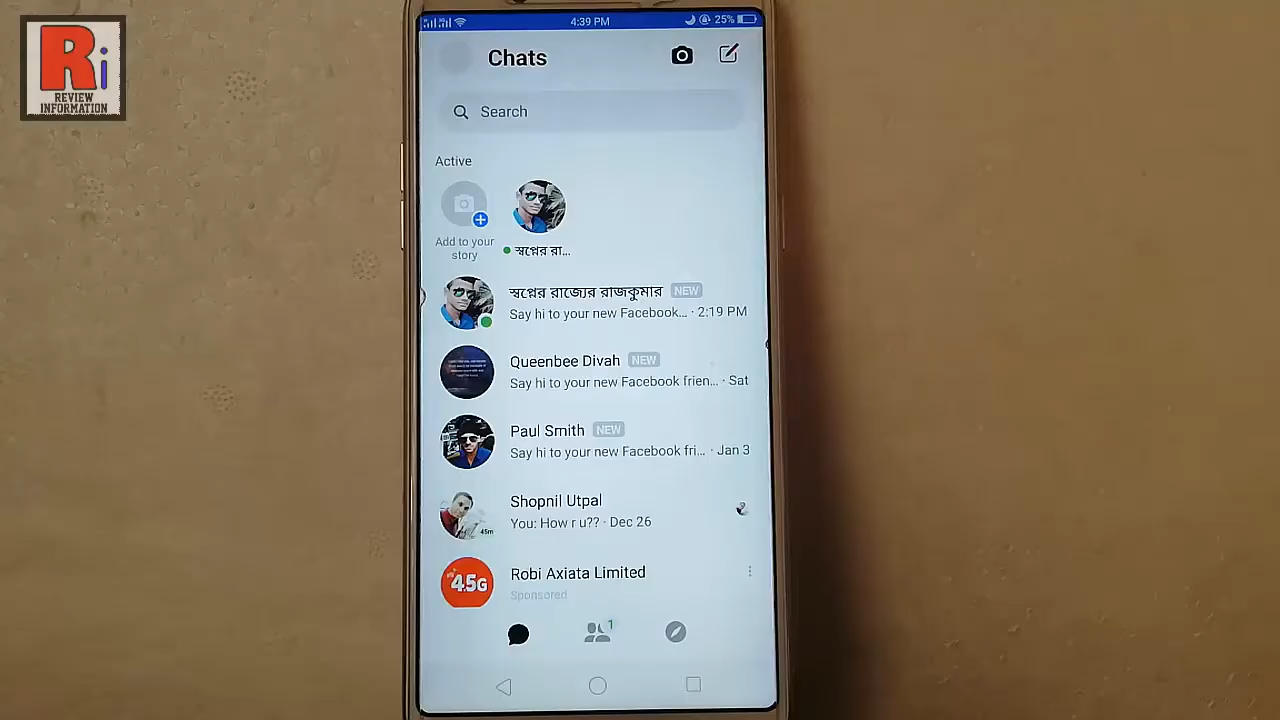 Ri
REVIEW
INFORMATION
4:39 PM
25%
Chats
Search
Active
Add to your
story
স্বপ্নের রা...
স্বপ্নের রাজ্যের রাজকুমার NEW
Say hi to your new Facebook... · 2:19 PM
Queenbee Divah NEW
Say hi to your new Facebook frien... · Sat
Paul Smith NEW
Say hi to your new Facebook fri... · Jan 3
Shopnil Utpal
You: How r u?? · Dec 26
45m
4.5G
Robi Axiata Limited
Sponsored
1